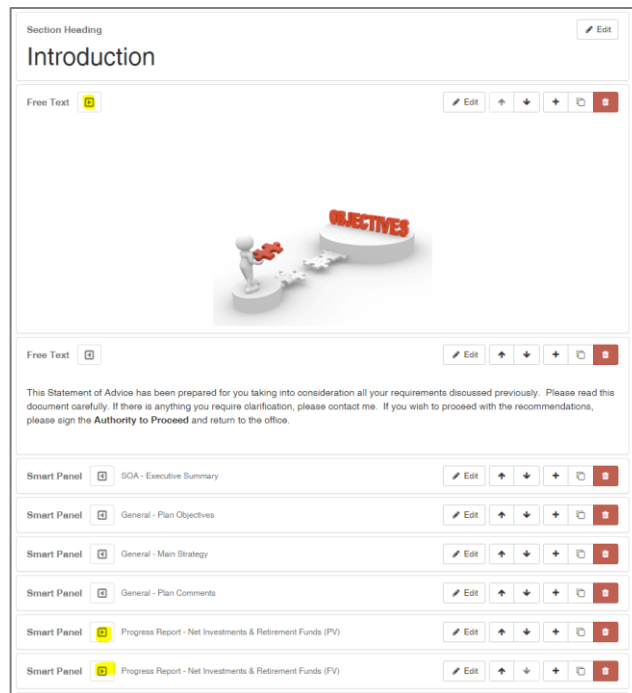 Section Heading
Edit
Introduction
Free Text
Edit
OBJECTIVES
Free Text
Edit
This Statement of Advice has been prepared for you taking into consideration all your requirements discussed previously. Please read this
document carefully. If there is anything you require clarification, please contact me. If you wish to proceed with the recommendations,
please sign the Authority to Proceed and return to the office.
Smart Panel SOA - Executive Summary Edit
Smart Panel General - Plan Objectives Edit
Smart Panel General - Main Strategy Edit
Smart Panel General - Plan Comments Edit
Smart Panel Progress Report - Net Investments & Retirement Funds (PV) Edit
Smart Panel Progress Report - Net Investments & Retirement Funds (FV) Edit